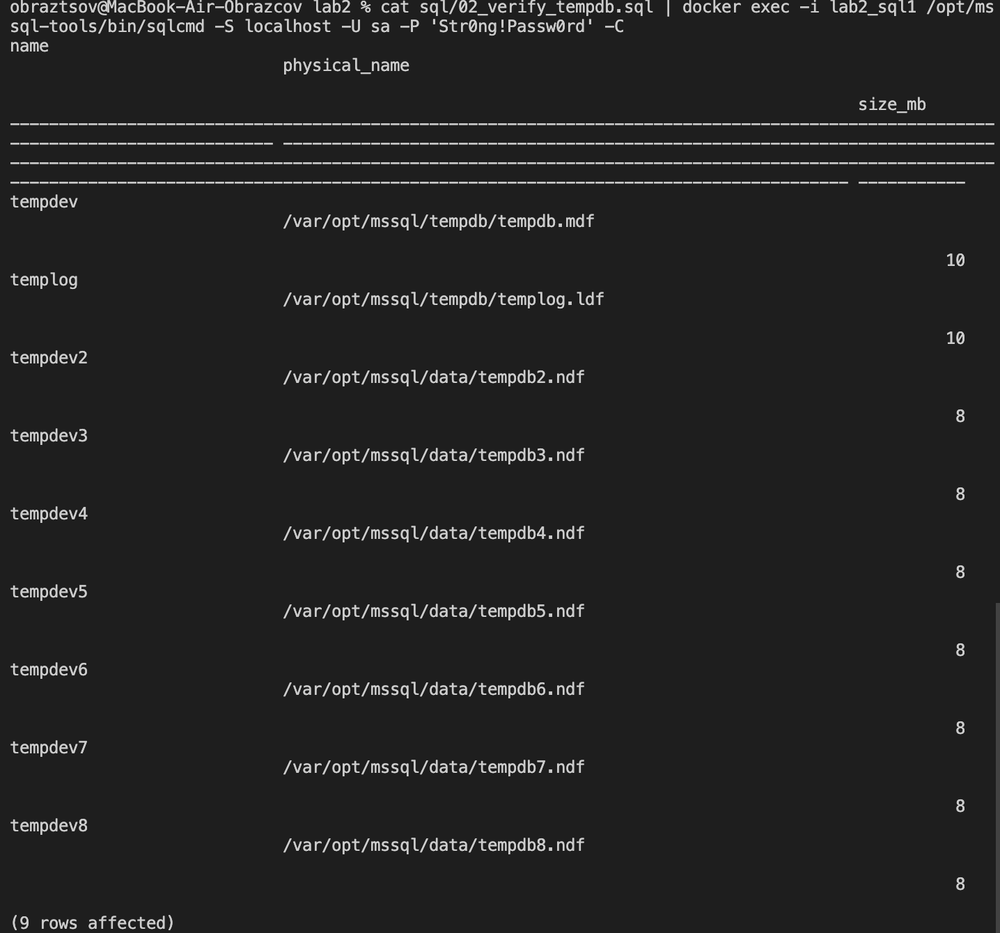 obraztsov@MacBook-Air-Obrazcov lab2 % cat sql/02_verify_tempdb.sql | docker exec -i lab2_sql1 /opt/ms
sql-tools/bin/sqlcmd -S localhost -U sa -P 'Str0ng!Passw0rd' -C
name
physical_name
size_mb
-----------------------------------------------------------------------------------------------------
--------------------------- -------------------------------------------------------------------------
-----------------------------------------------------------------------------------------------------
-------------------------------------------------------------------------------------- -----------
tempdev
/var/opt/mssql/tempdb/tempdb.mdf
10
templog
/var/opt/mssql/tempdb/templog.ldf
10
tempdev2
/var/opt/mssql/data/tempdb2.ndf
8
tempdev3
/var/opt/mssql/data/tempdb3.ndf
8
tempdev4
/var/opt/mssql/data/tempdb4.ndf
8
tempdev5
/var/opt/mssql/data/tempdb5.ndf
8
tempdev6
/var/opt/mssql/data/tempdb6.ndf
8
tempdev7
/var/opt/mssql/data/tempdb7.ndf
8
tempdev8
/var/opt/mssql/data/tempdb8.ndf
8
(9 rows affected)